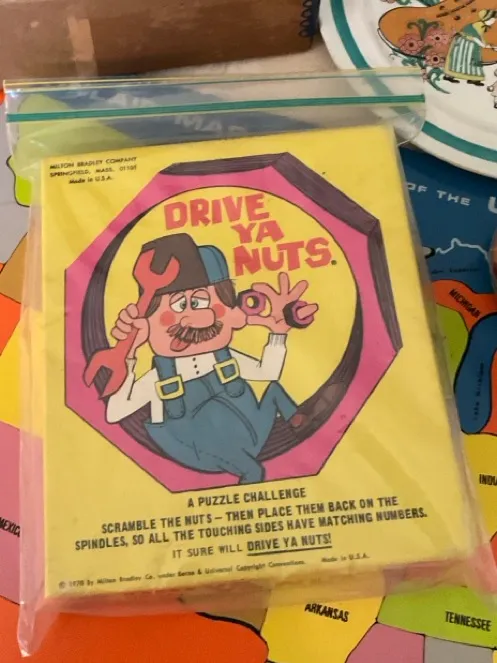 MILTON BRADLEY COMPANY
SPRINGFIELD, MASS. 01101
Made in U.S.A.
DRIVE
YA
NUTS.®
A PUZZLE CHALLENGE
SCRAMBLE THE NUTS — THEN PLACE THEM BACK ON THE
SPINDLES, SO ALL THE TOUCHING SIDES HAVE MATCHING NUMBERS.
IT SURE WILL DRIVE YA NUTS!
© 1970 by Milton Bradley Co. under Berne & Universal Copyright Conventions. Made in U.S.A.
OF THE U
MICHIGAN
INDI
MEXIC
ARKANSAS
TENNESSEE